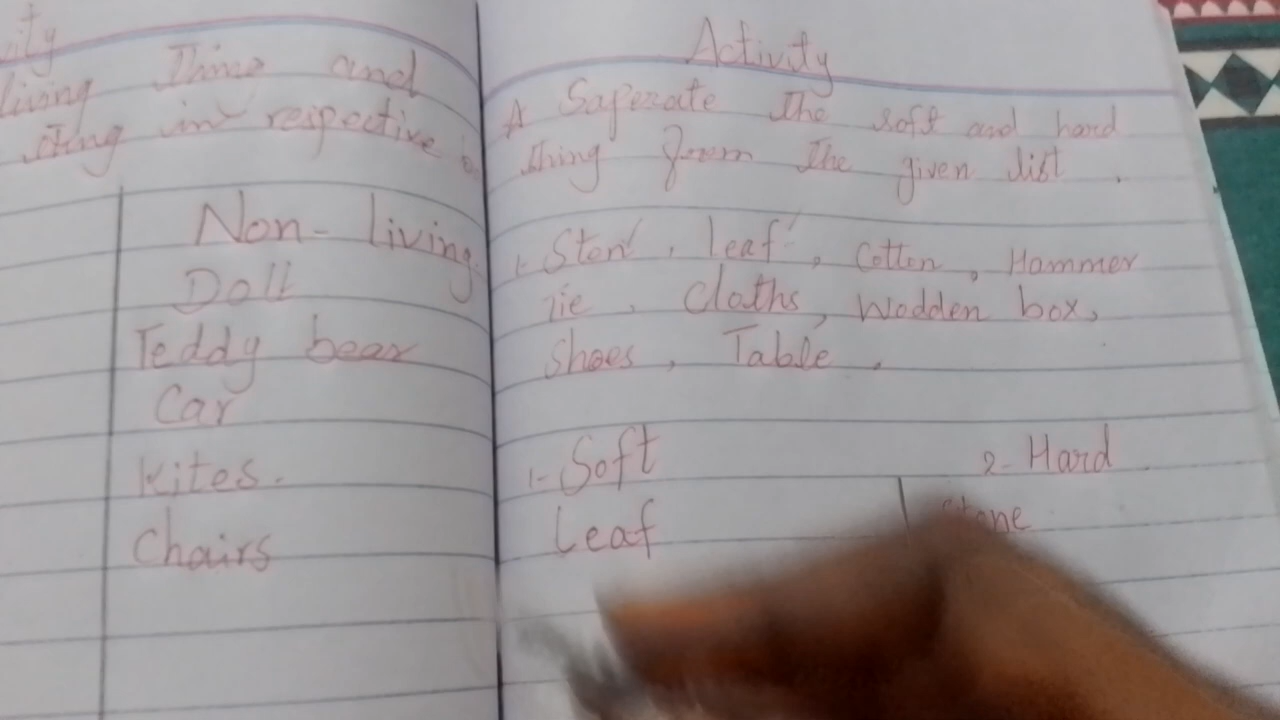 living Thing and
thing in respective
Non-living
Doll
Teddy bear
Car
Kites.
Chairs
Activity
A Saperate The soft and hard
thing from The given list .
1- Ston , leaf , Cotton , Hammer
Tie , Cloths, Wodden box,
Shoes , Table ,
1- Soft
2- Hard
Leaf
Stone